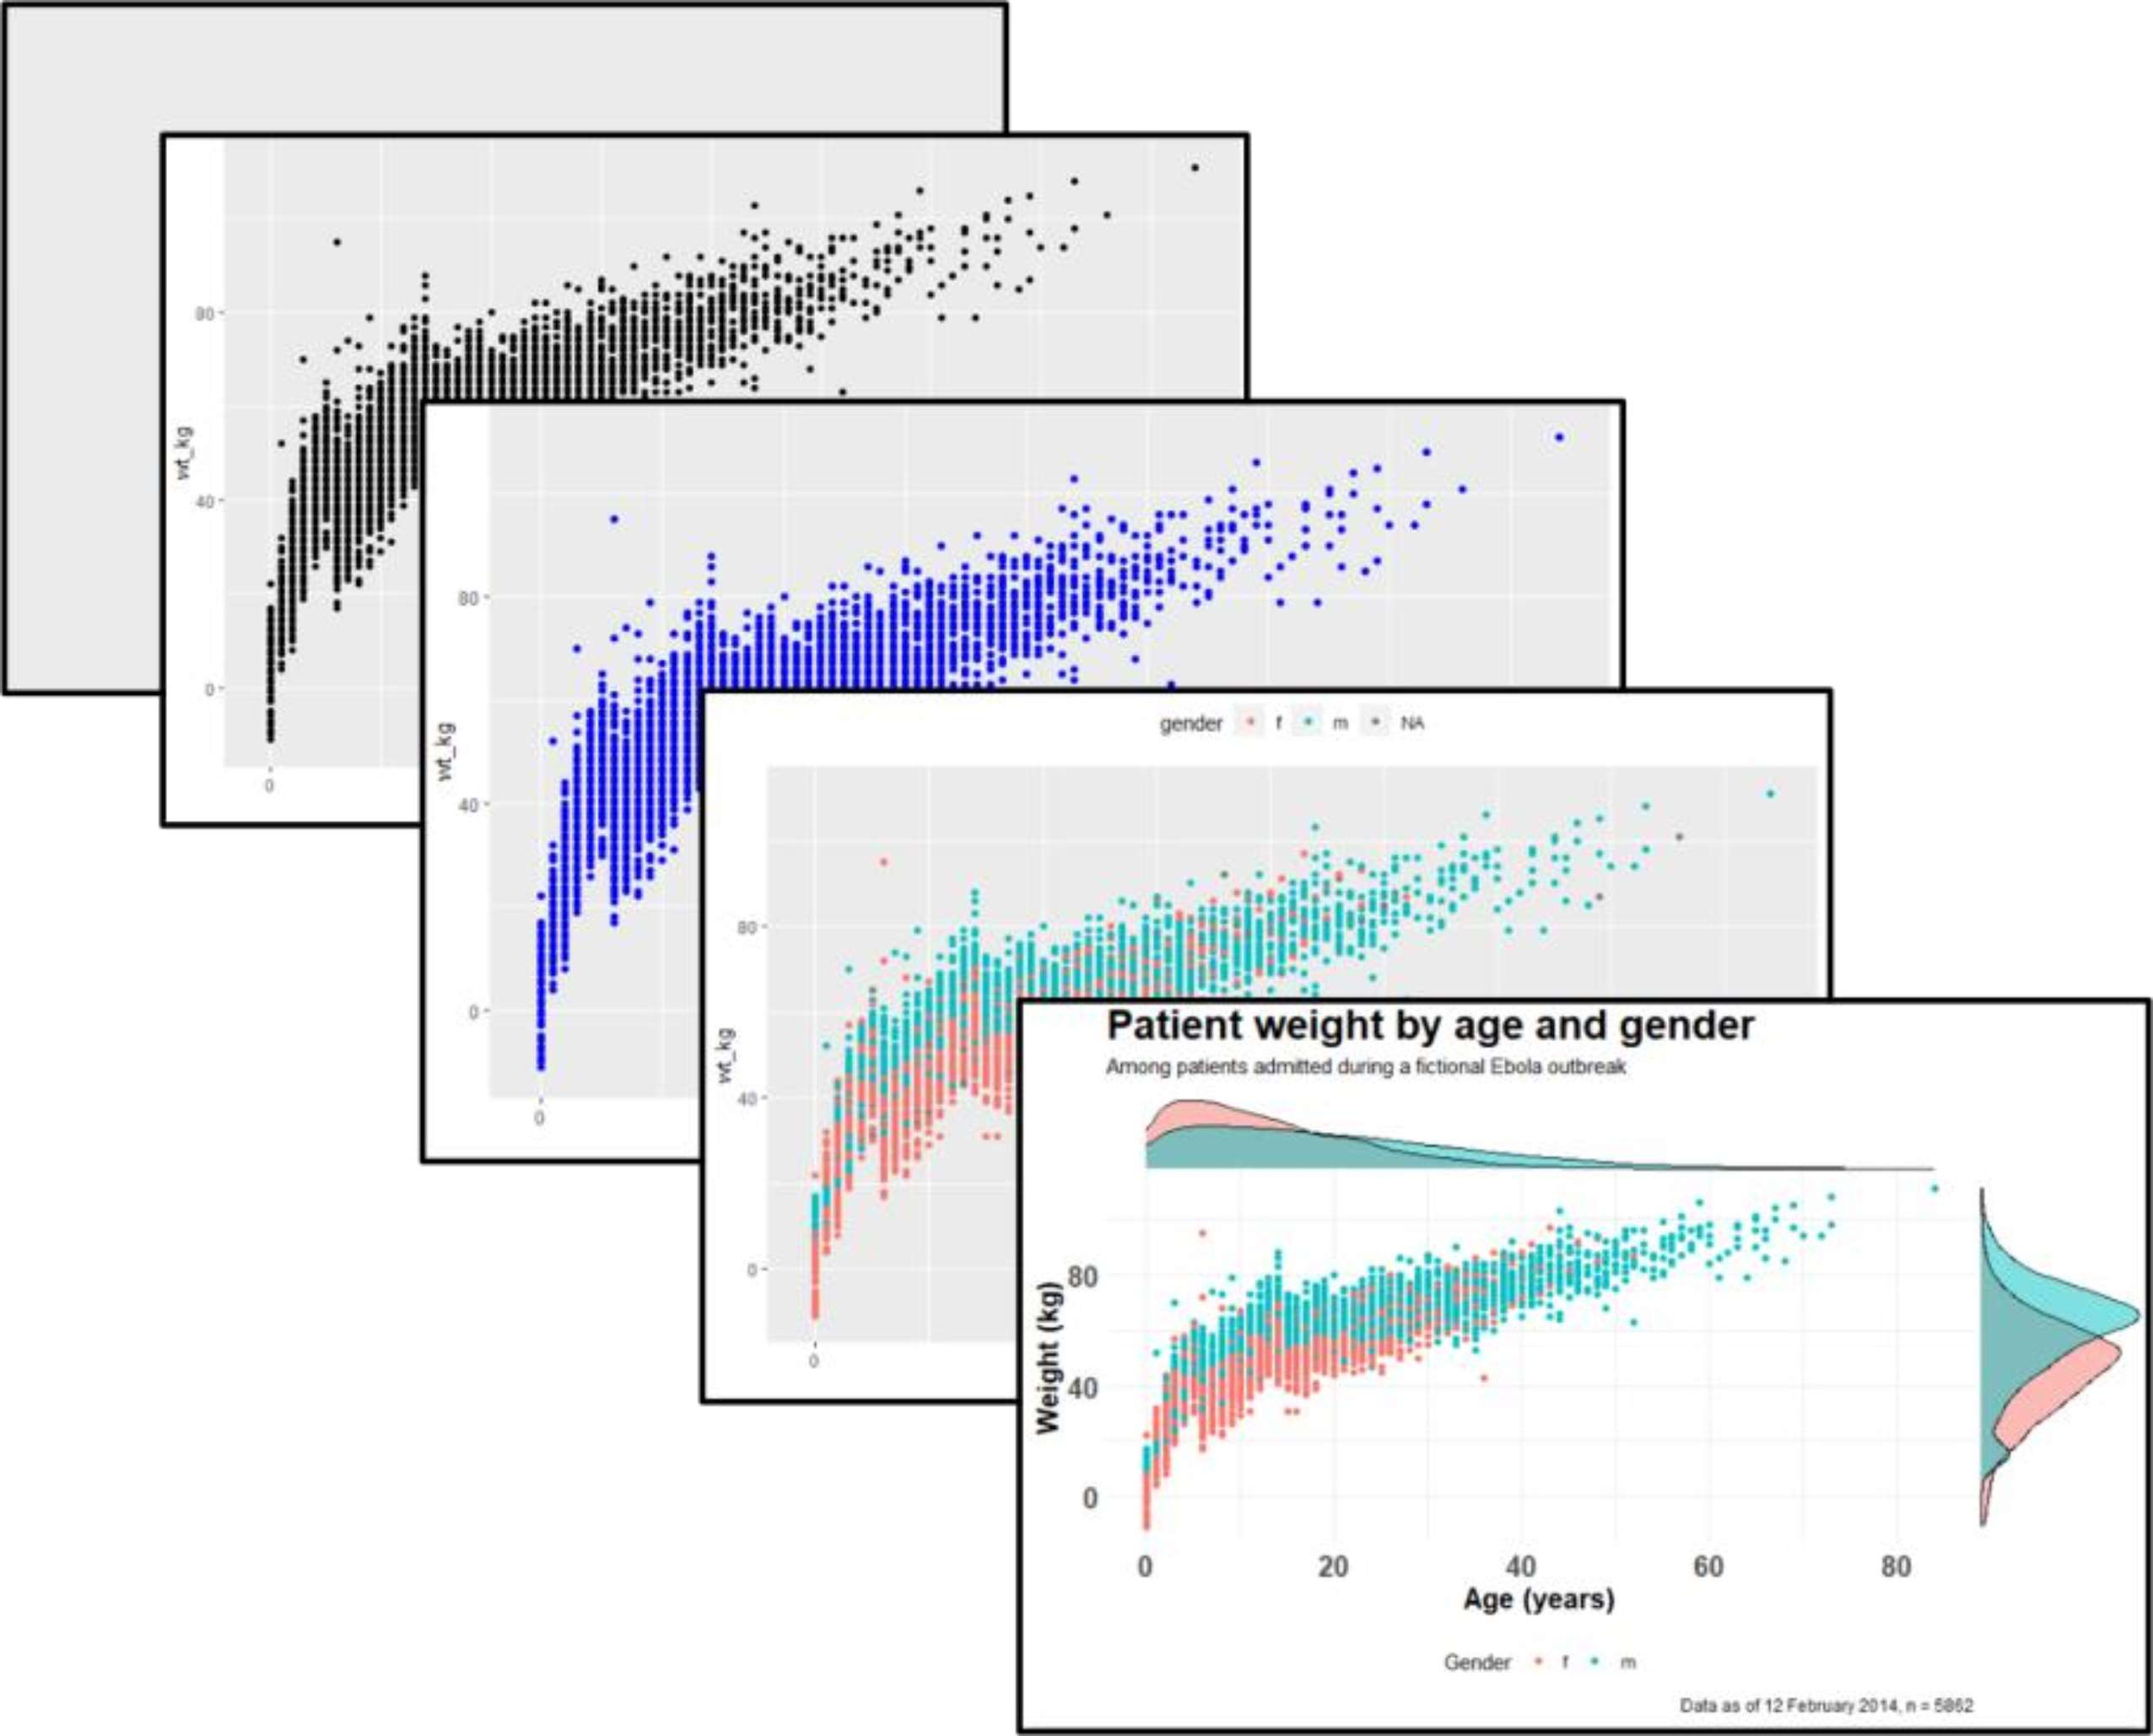 80
wt_kg
40
0
0
80
wt_kg
40
0
0
gender f m NA
80
wt_kg
40
0
0
Patient weight by age and gender
Among patients admitted during a fictional Ebola outbreak
80
Weight (kg)
40
0
0 20 40 60 80
Age (years)
Gender f m
Data as of 12 February 2014, n = 5862